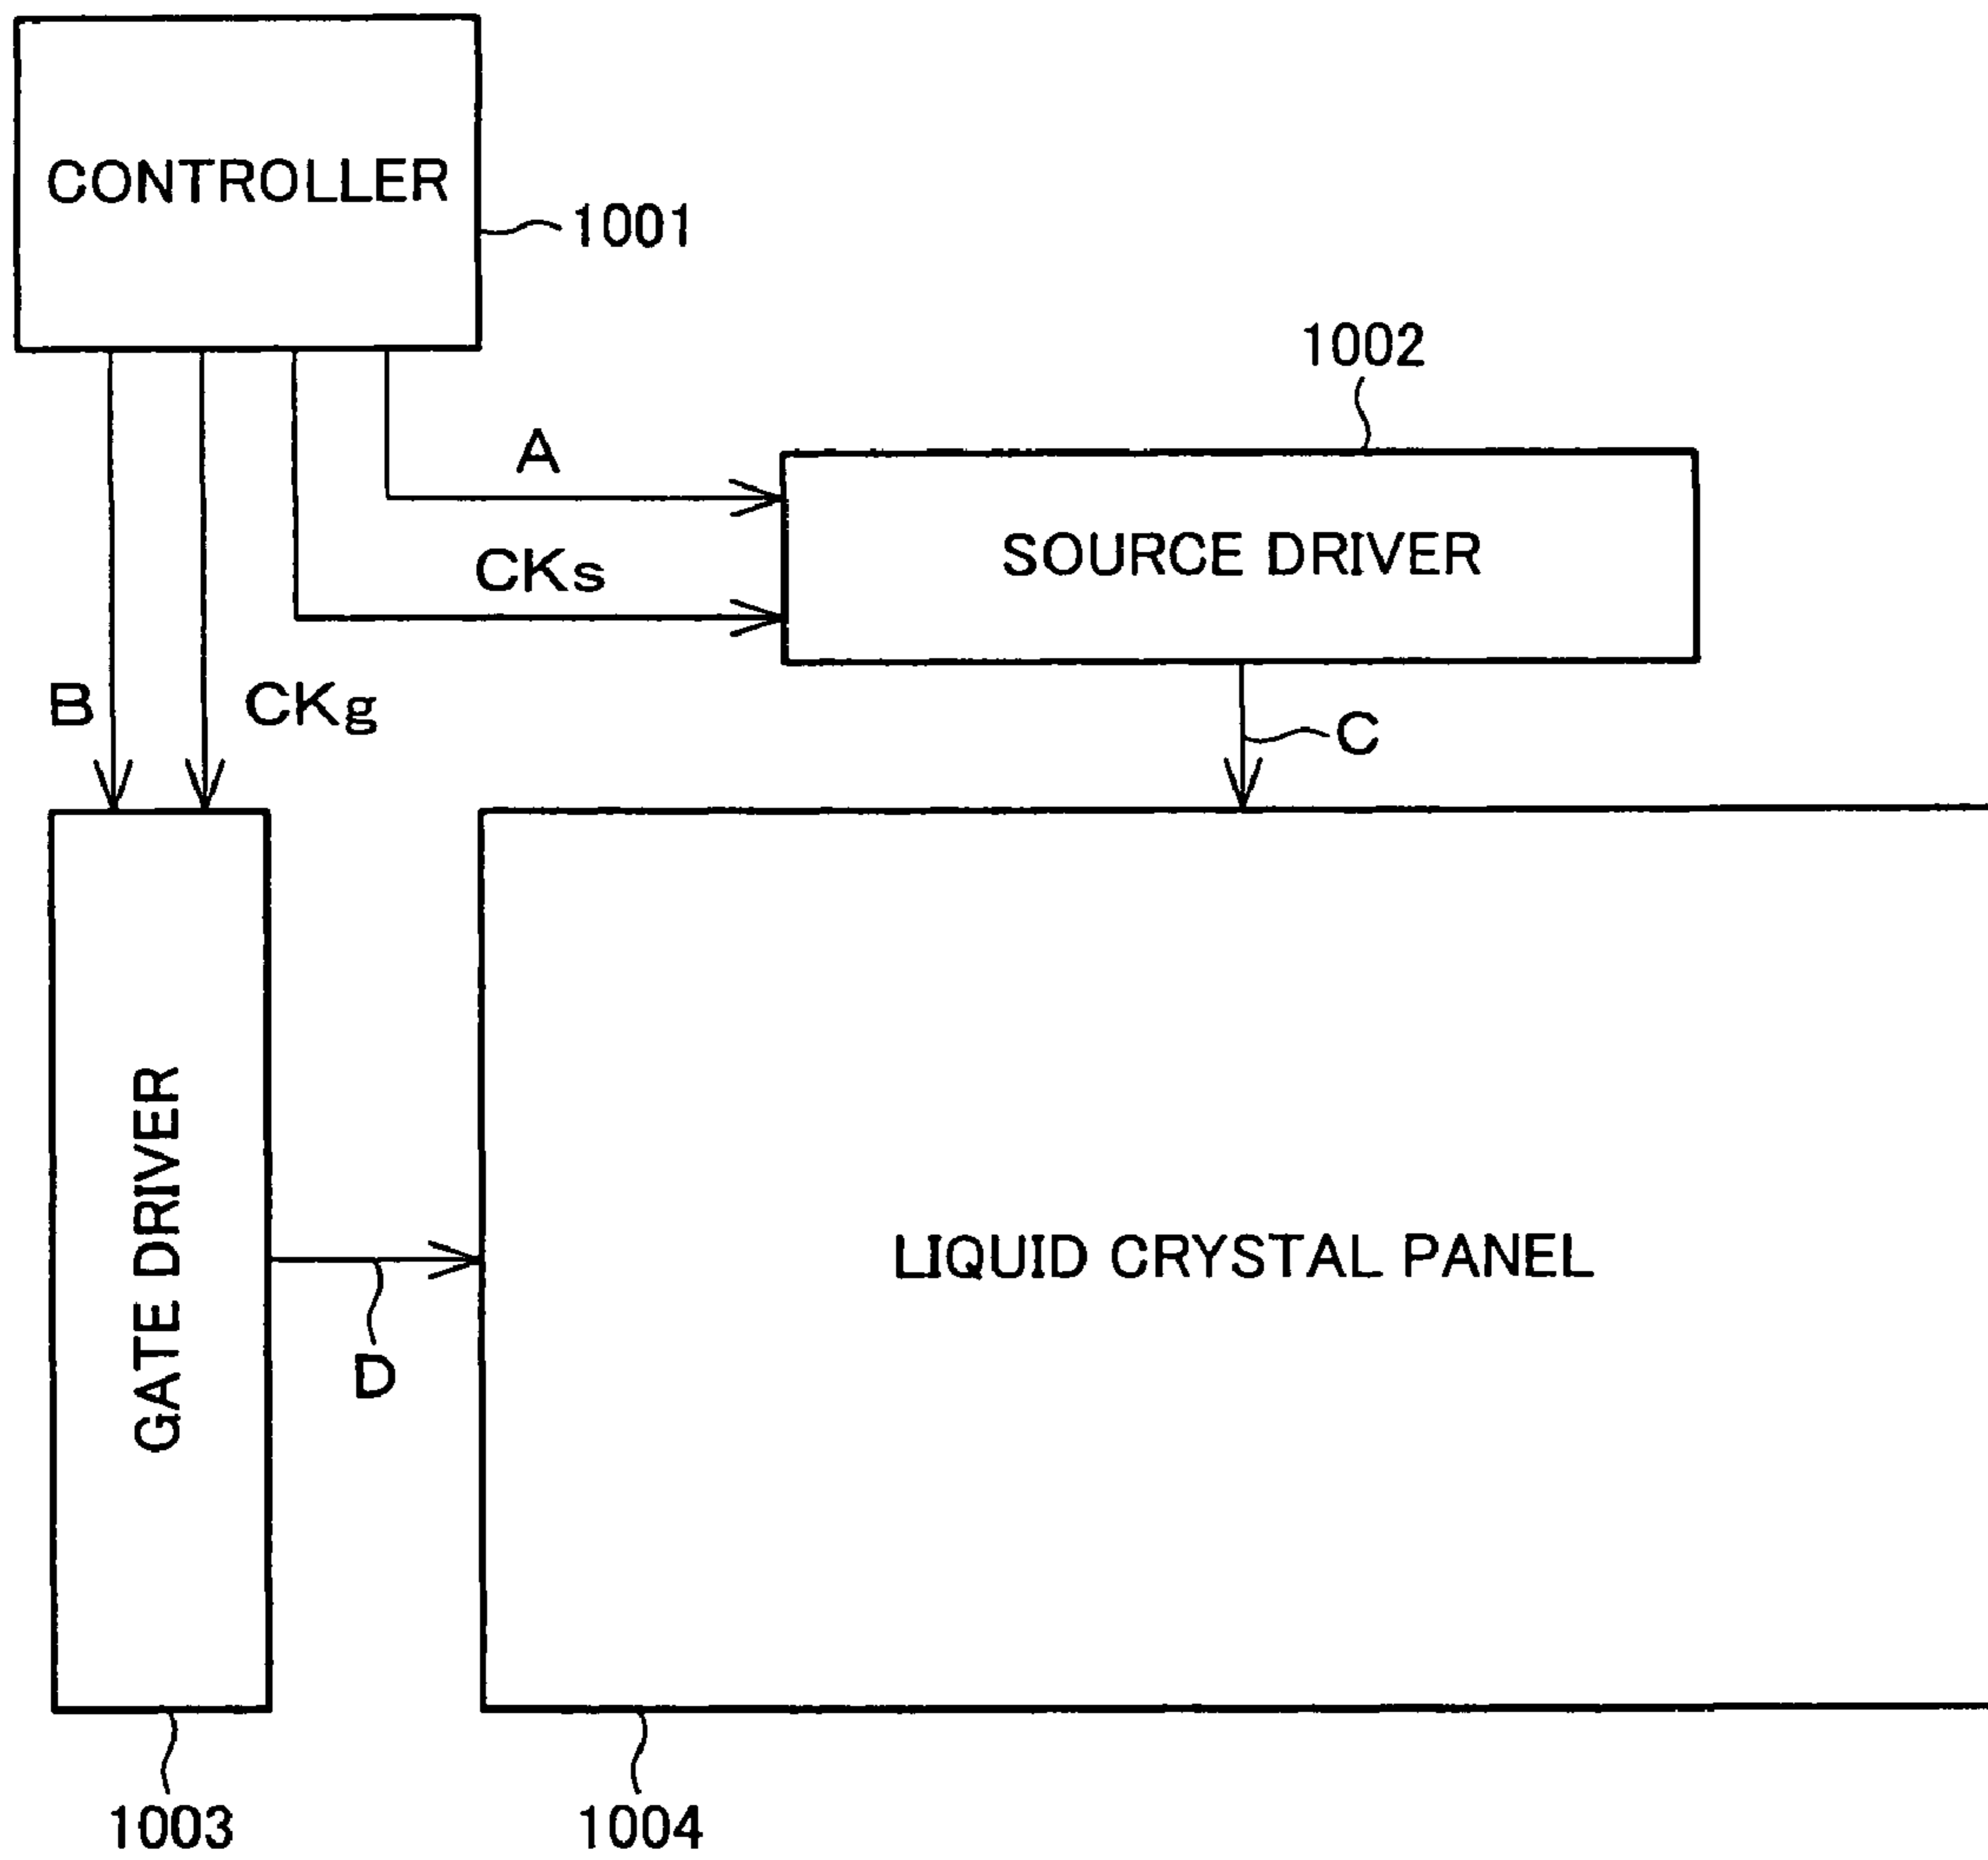 CONTROLLER
1001
1002
A
SOURCE DRIVER
CKs
B
CKg
C
GATE DRIVER
LIQUID CRYSTAL PANEL
D
1003
1004